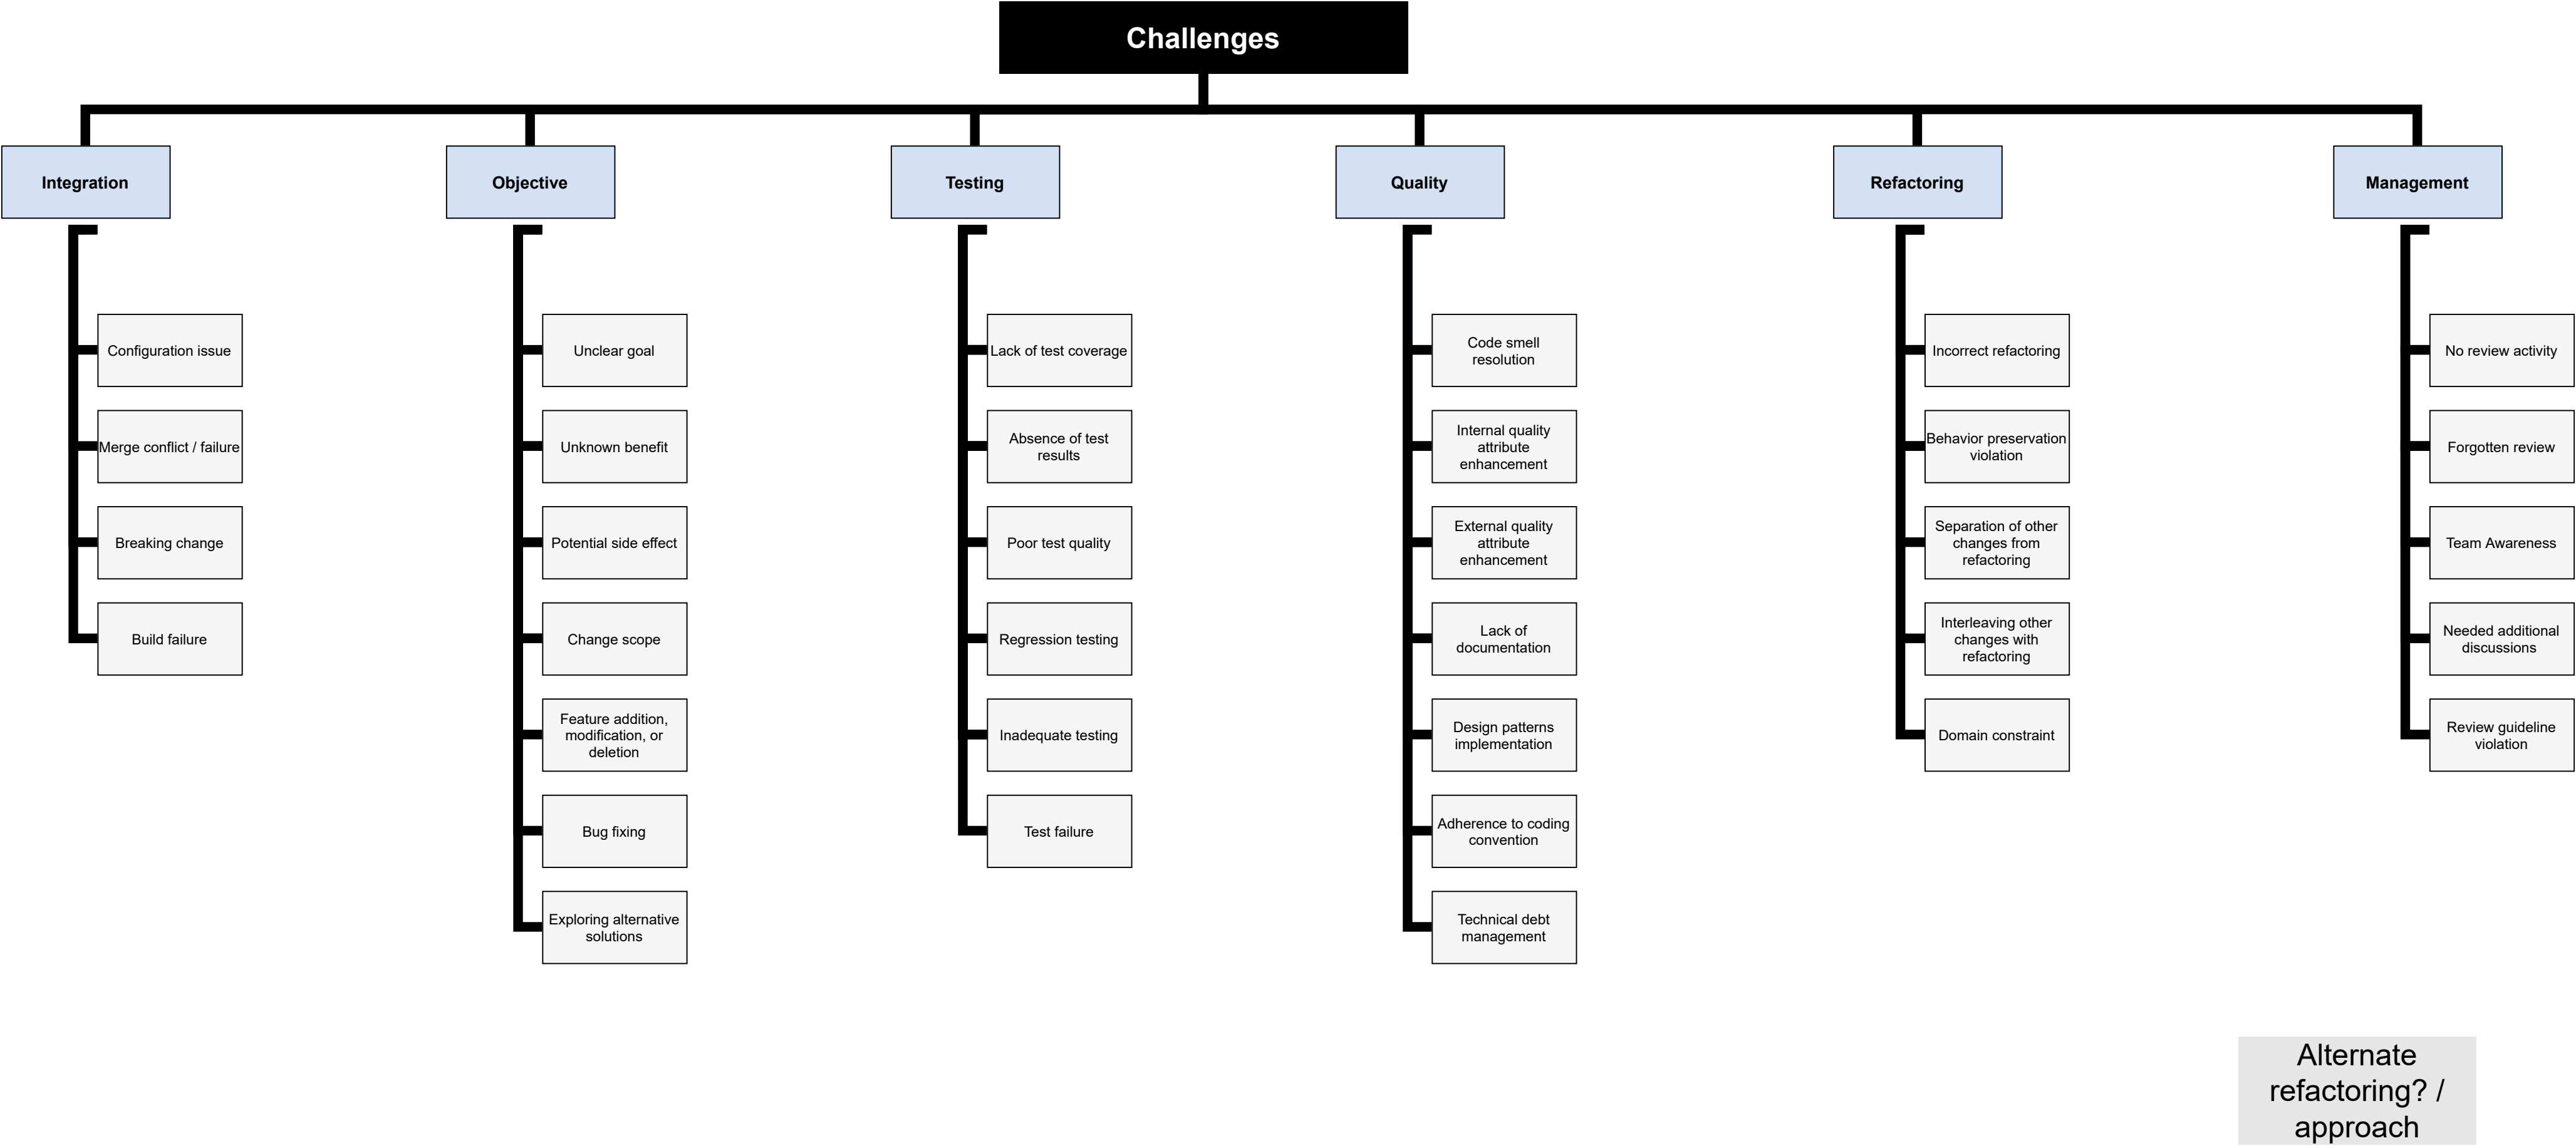 Challenges
Integration
Objective
Testing
Quality
Refactoring
Management
Configuration issue
Merge conflict / failure
Breaking change
Build failure
Unclear goal
Unknown benefit
Potential side effect
Change scope
Feature addition,
modification, or
deletion
Bug fixing
Exploring alternative
solutions
Lack of test coverage
Absence of test
results
Poor test quality
Regression testing
Inadequate testing
Test failure
Code smell
resolution
Internal quality
attribute
enhancement
External quality
attribute
enhancement
Lack of
documentation
Design patterns
implementation
Adherence to coding
convention
Technical debt
management
Incorrect refactoring
Behavior preservation
violation
Separation of other
changes from
refactoring
Interleaving other
changes with
refactoring
Domain constraint
No review activity
Forgotten review
Team Awareness
Needed additional
discussions
Review guideline
violation
Alternate
refactoring? /
approach